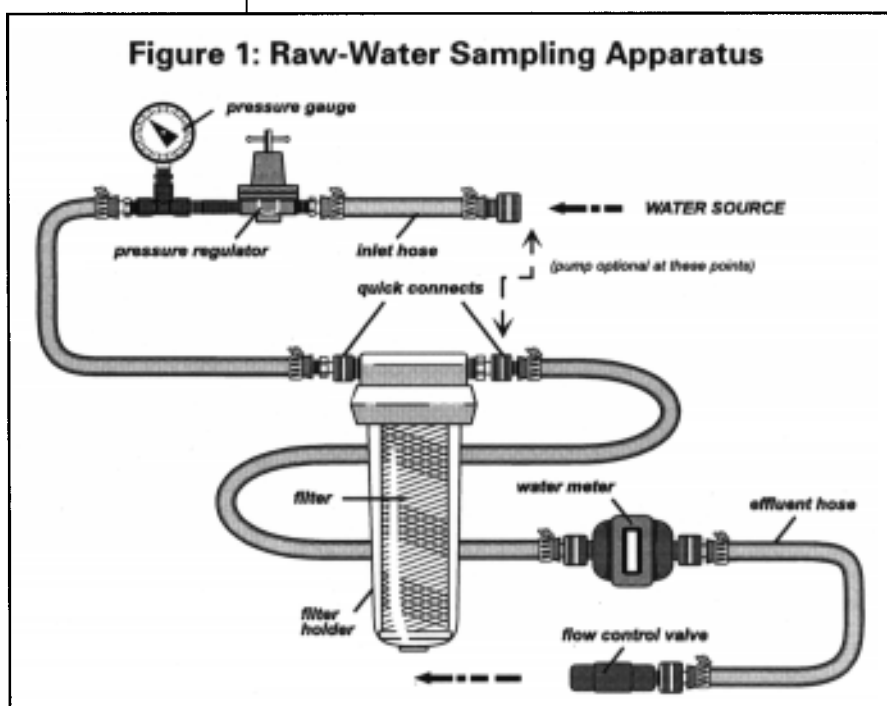 Figure 1: Raw-Water Sampling Apparatus
pressure gauge
WATER SOURCE
pressure regulator
inlet hose
(pump optional at these points)
quick connects
filter
water meter
effluent hose
filter
holder
flow control valve